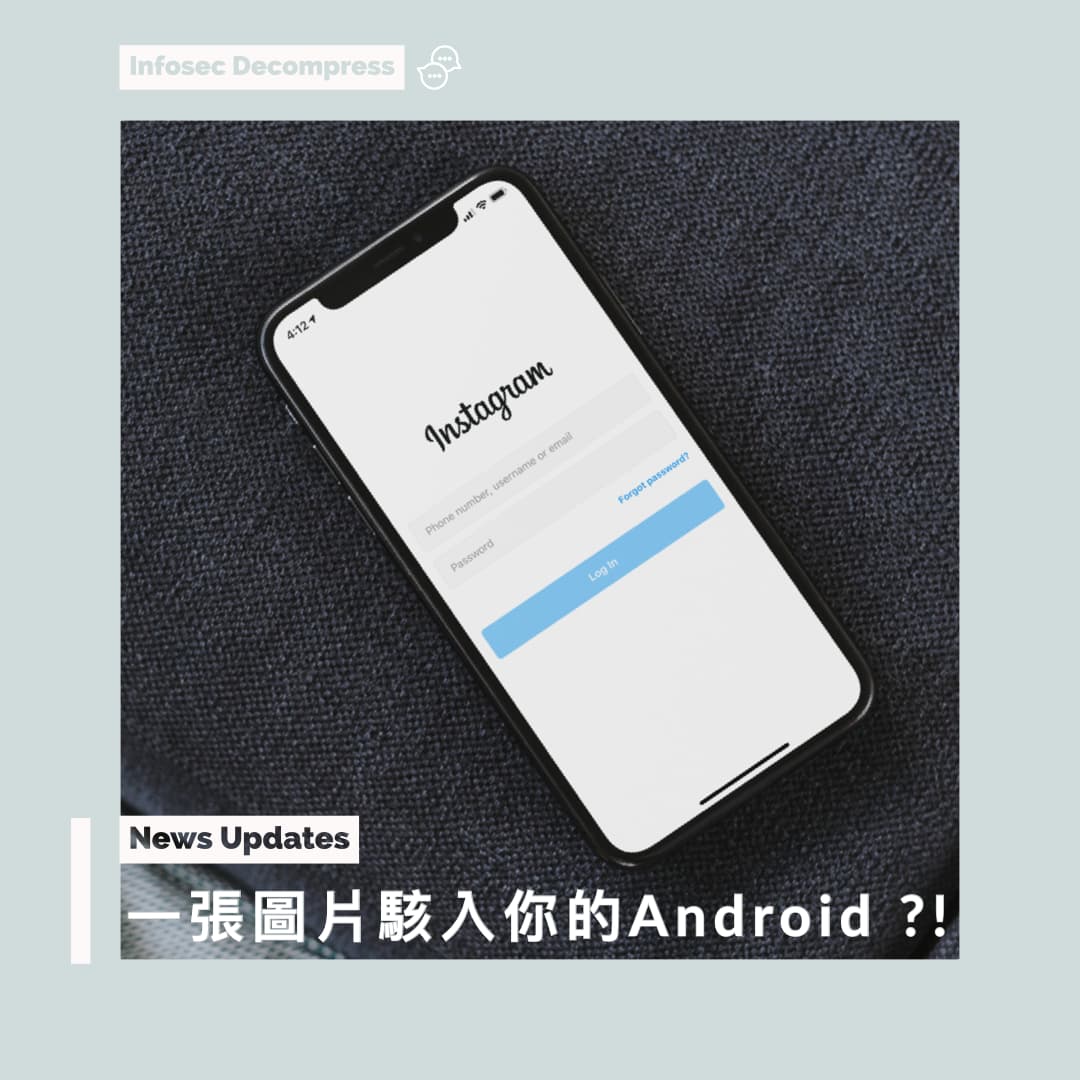 Infosec Decompress
4:12
Instagram
Phone number, username or email
Password
Forgot password?
Log In
News Updates
一張圖片駭入你的Android ?!